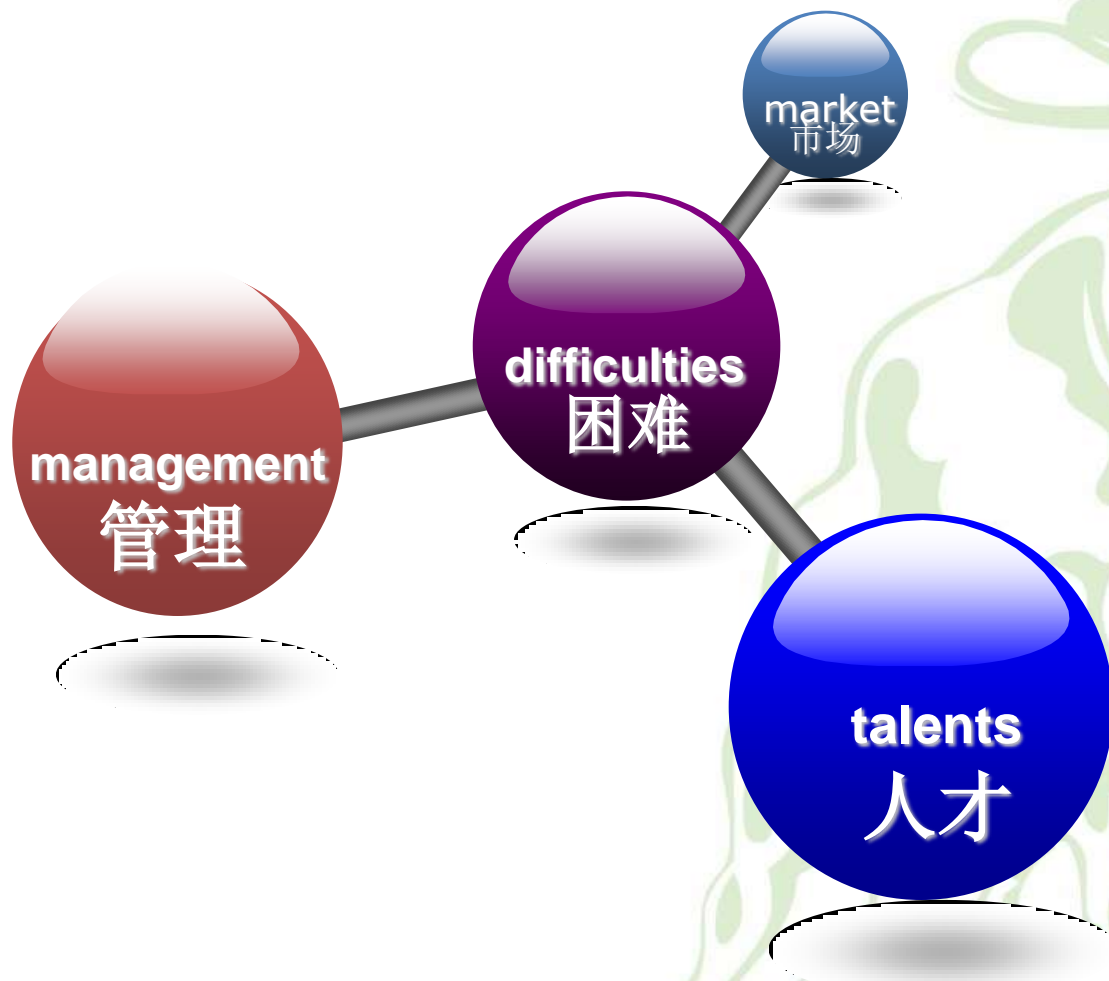 market
市场
difficulties
困难
management
管理
talents
人才